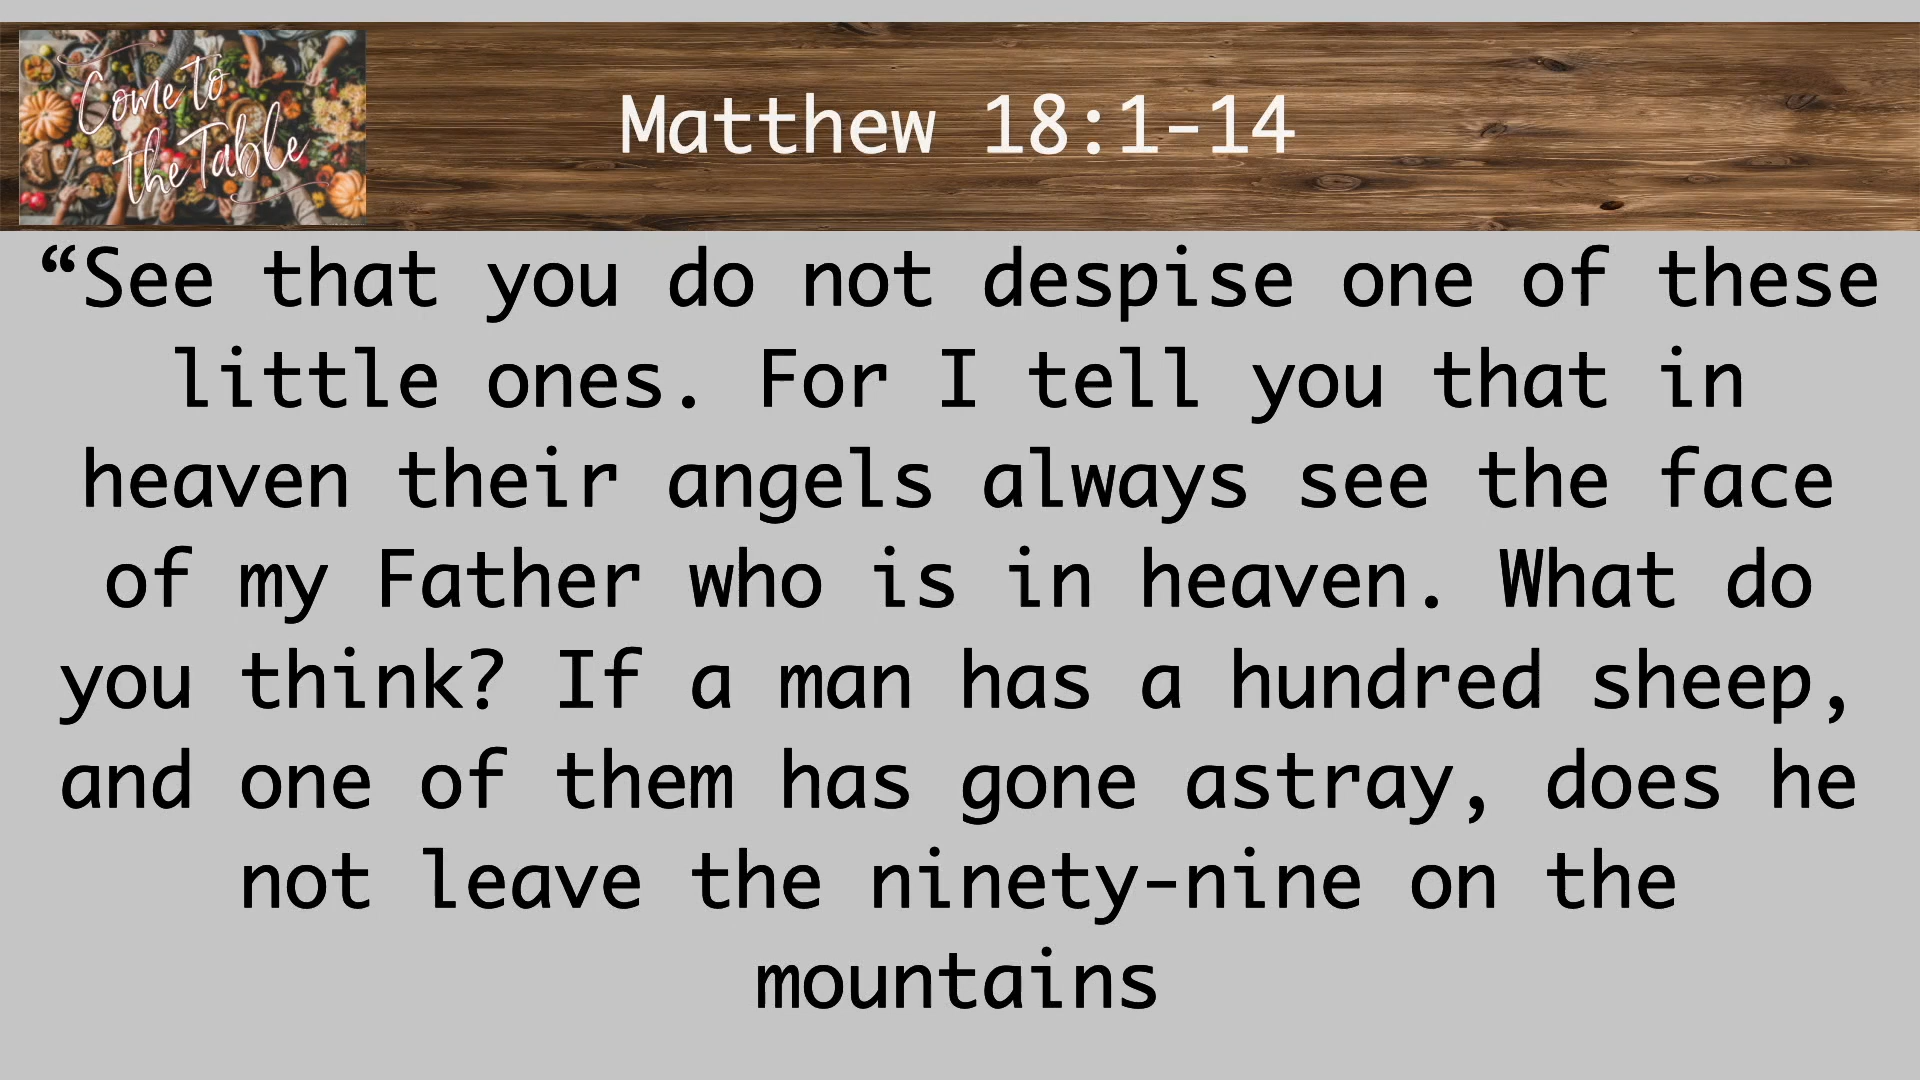 Come to
the Table
Matthew 18:1-14
“See that you do not despise one of these
little ones. For I tell you that in
heaven their angels always see the face
of my Father who is in heaven. What do
you think? If a man has a hundred sheep,
and one of them has gone astray, does he
not leave the ninety-nine on the
mountains